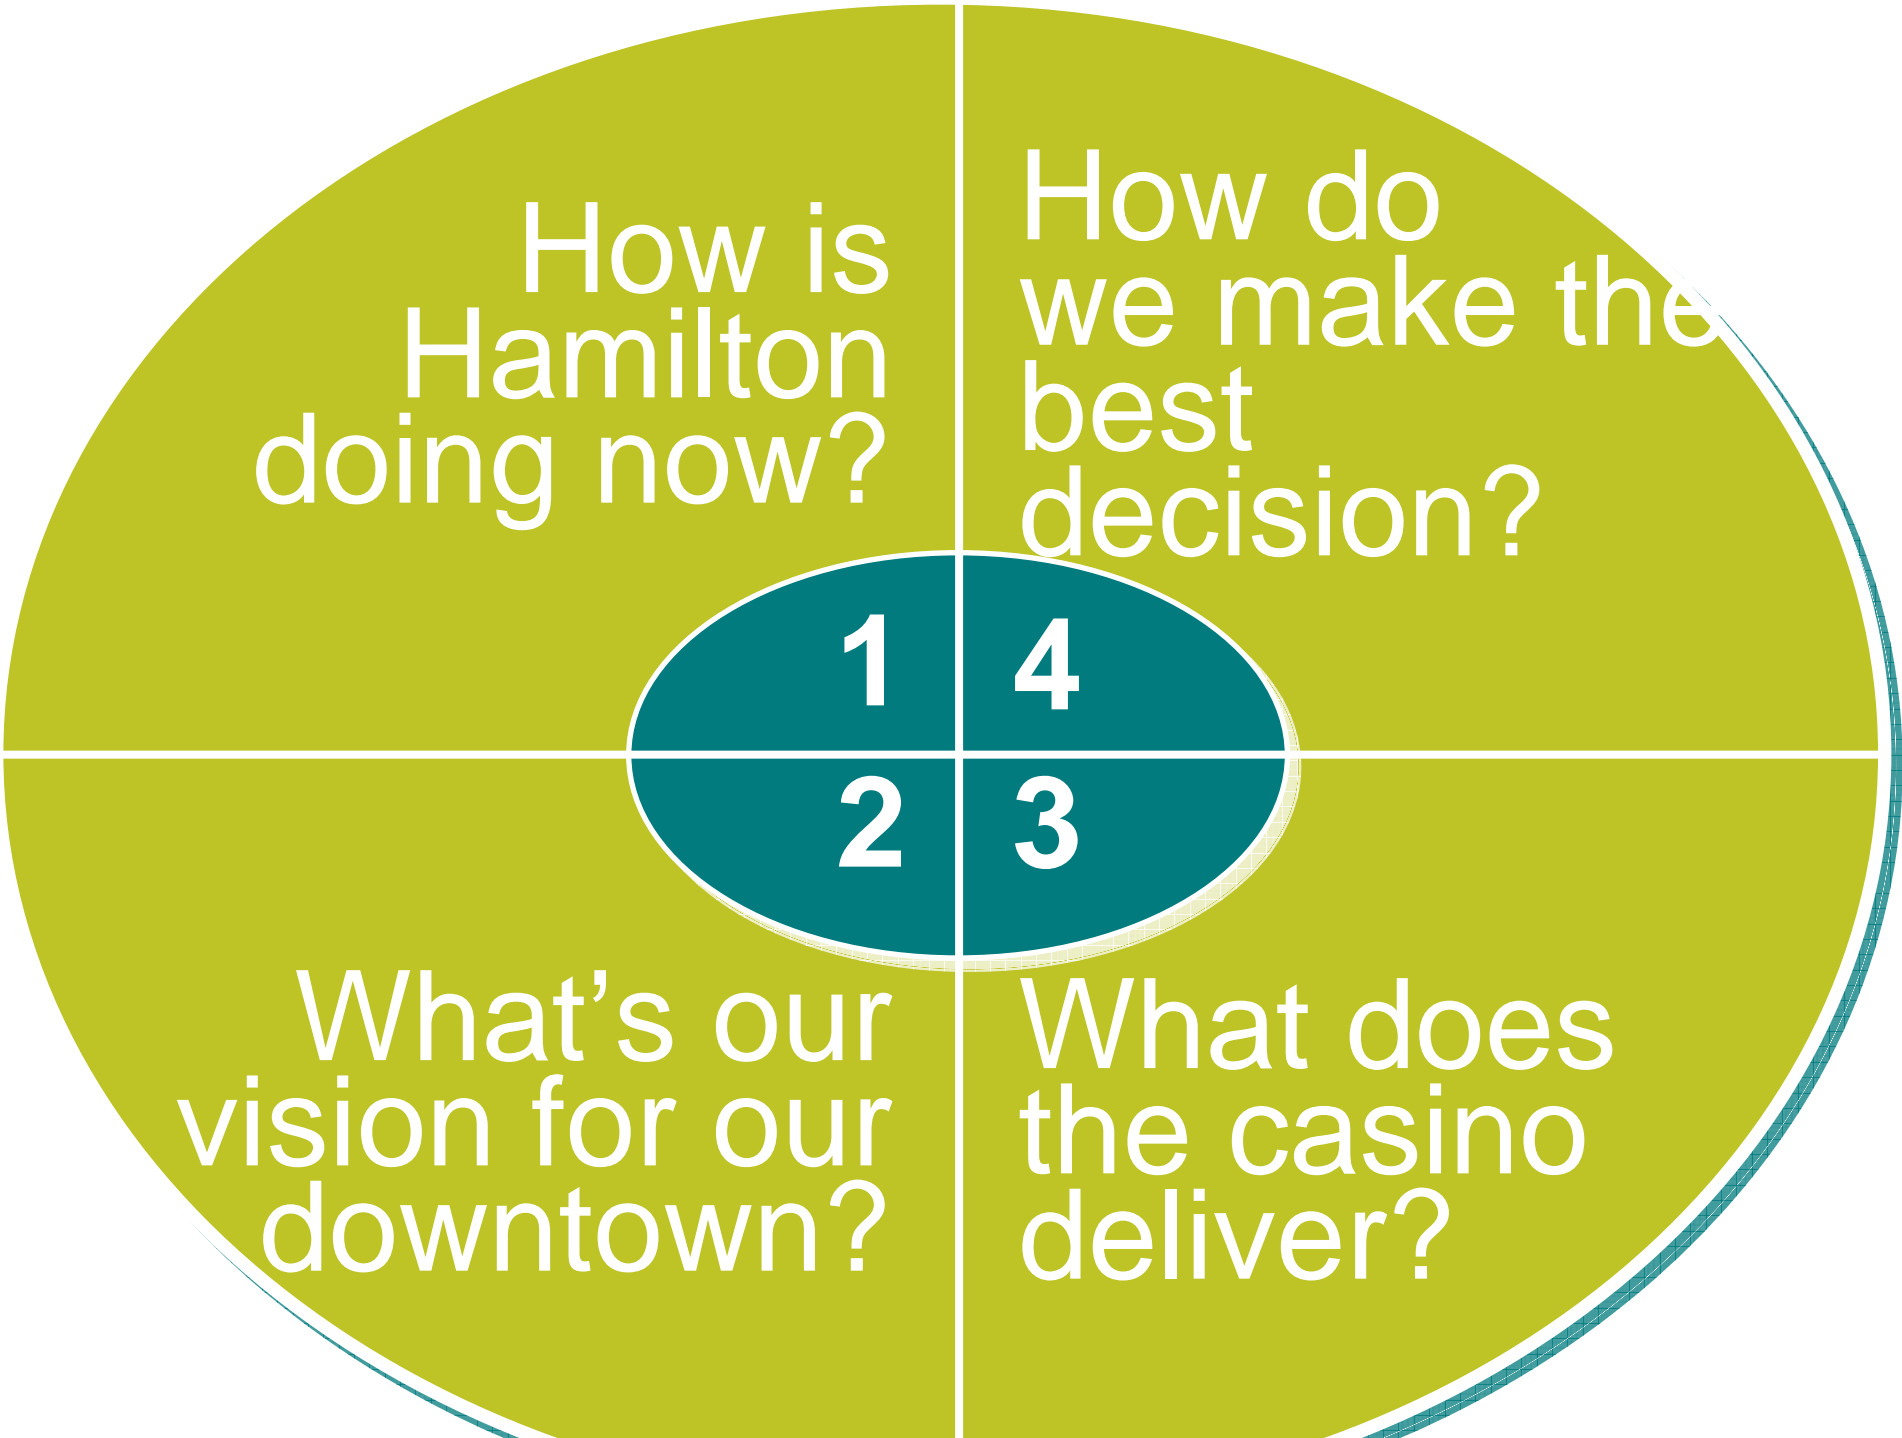 How is
Hamilton
doing now?
How do
we make the
best
decision?
1
4
2
3
What's our
vision for our
downtown?
What does
the casino
deliver?